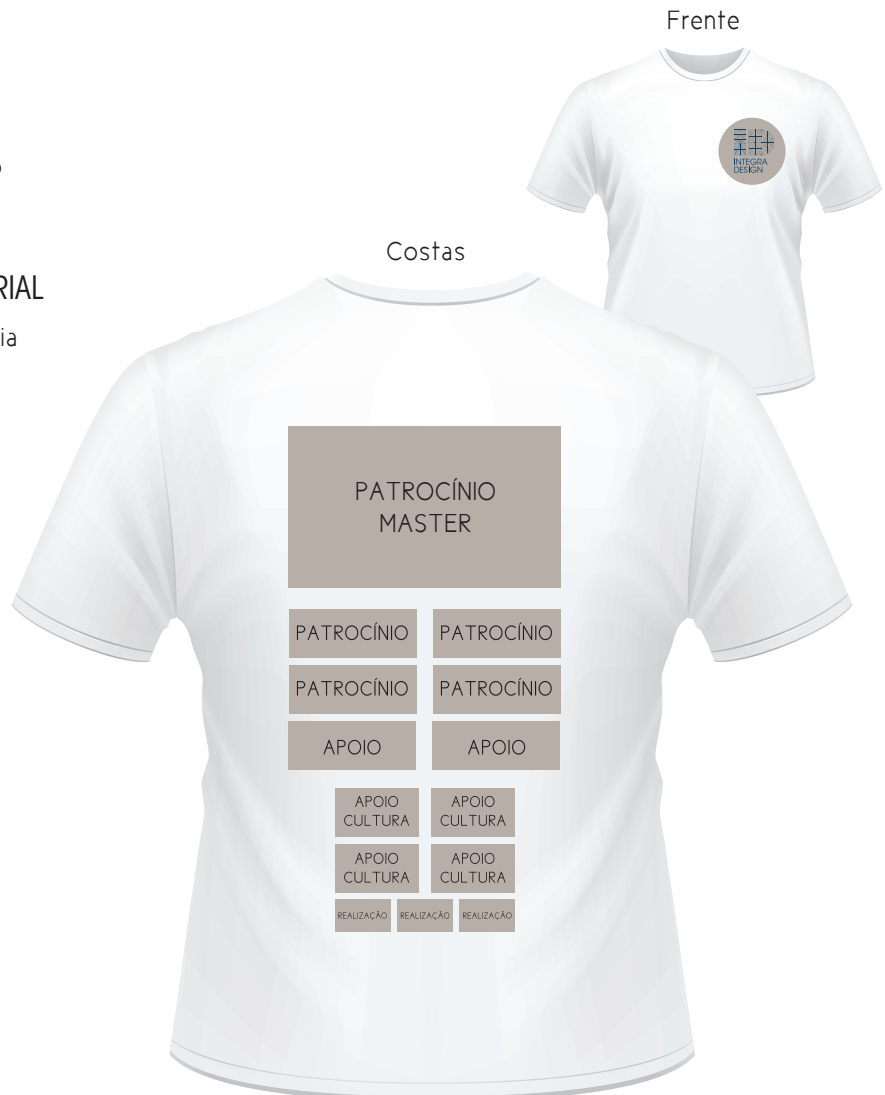 Frente
INTEGRA
DESIGN
RIAL
ia
Costas
PATROCÍNIO
MASTER
PATROCÍNIO PATROCÍNIO
PATROCÍNIO PATROCÍNIO
APOIO APOIO
APOIO APOIO
CULTURA CULTURA
APOIO APOIO
CULTURA CULTURA
REALIZAÇÃO REALIZAÇÃO REALIZAÇÃO